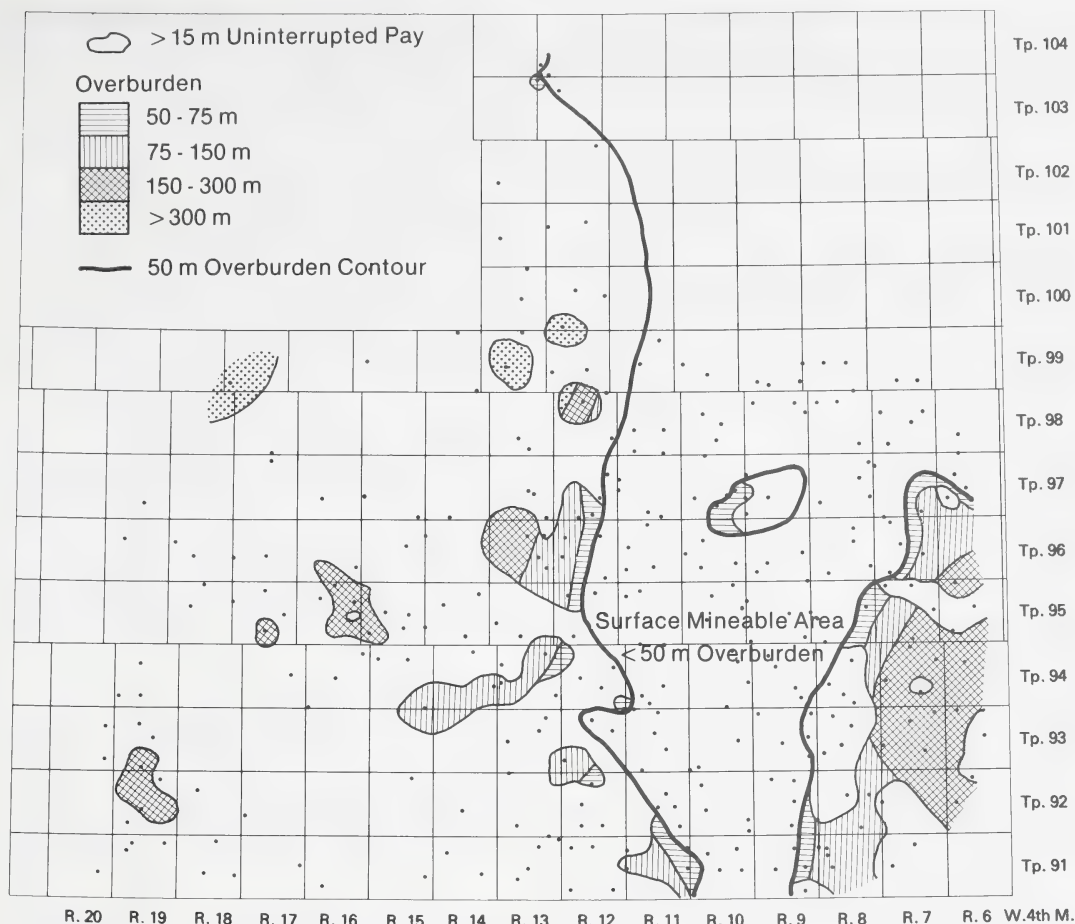 > 15 m Uninterrupted Pay
Overburden
50 - 75 m
75 - 150 m
150 - 300 m
> 300 m
50 m Overburden Contour
Tp. 104
Tp. 103
Tp. 102
Tp. 101
Tp. 100
Tp. 99
Tp. 98
Tp. 97
Tp. 96
Tp. 95
Tp. 94
Tp. 93
Tp. 92
Tp. 91
Surface Mineable Area
< 50 m Overburden
R. 20 R. 19 R. 18 R. 17 R. 16 R. 15 R. 14 R. 13 R. 12 R. 11 R. 10 R. 9 R. 8 R. 7 R. 6 W. 4th M.